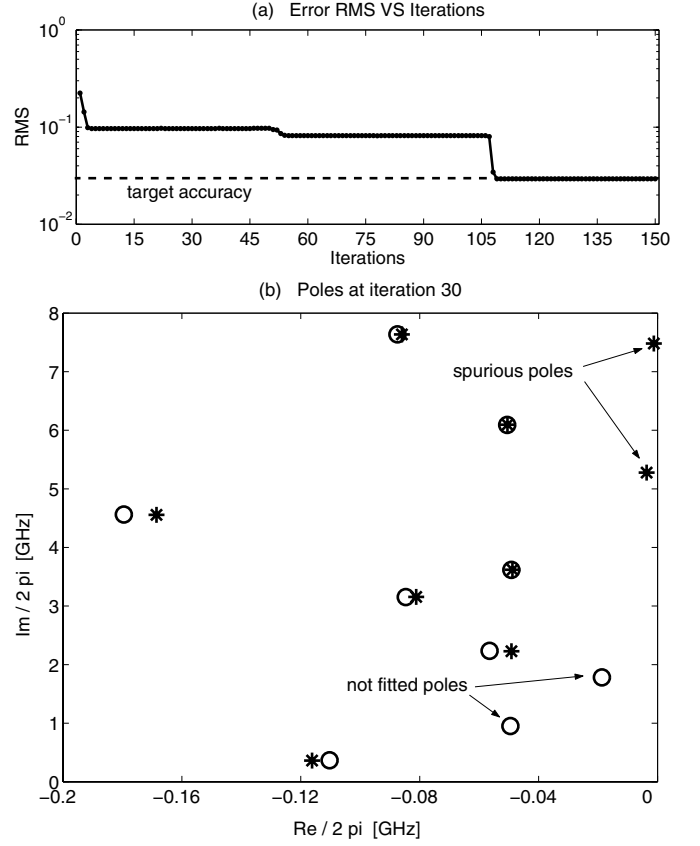 (a) Error RMS VS Iterations
10^0
10^-1
10^-2
RMS
target accuracy
0 15 30 45 60 75 90 105 120 135 150
Iterations
(b) Poles at iteration 30
8
7
6
5
4
3
2
1
0
Im / 2 pi [GHz]
spurious poles
not fitted poles
−0.2 −0.16 −0.12 −0.08 −0.04 0
Re / 2 pi [GHz]